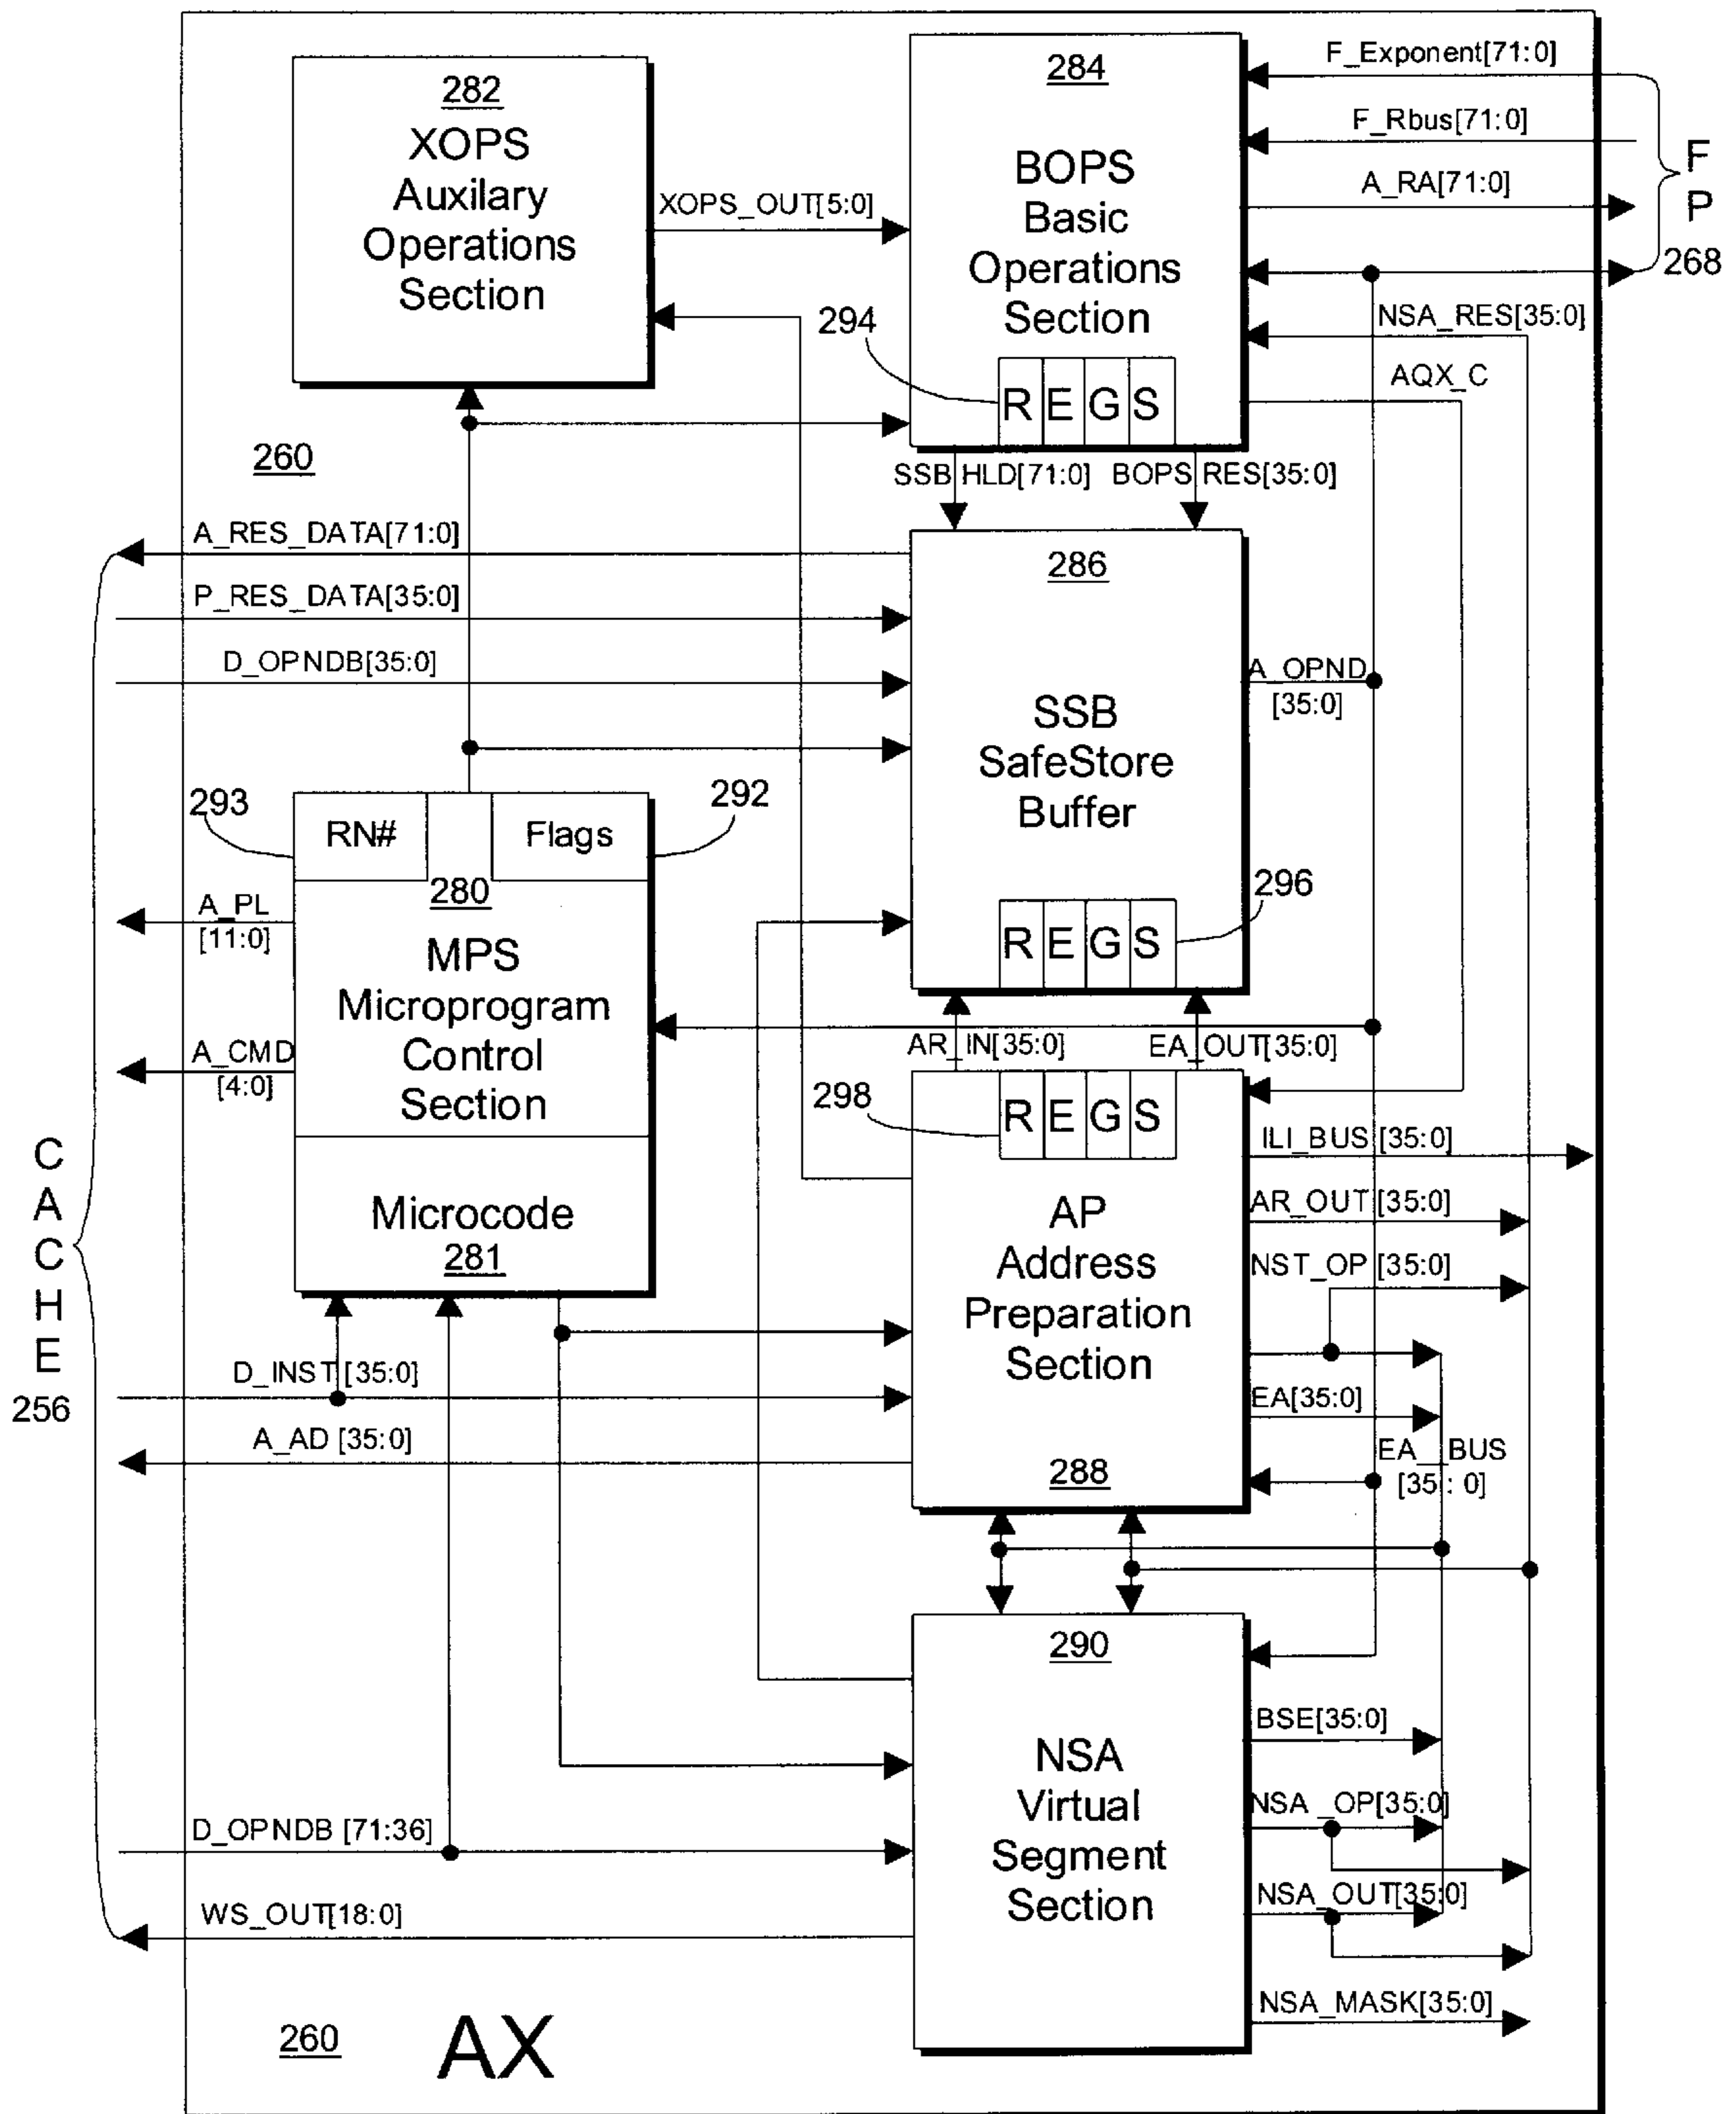 282
XOPS
Auxilary
Operations
Section
284
BOPS
Basic
Operations
Section
REGS
294
XOPS_OUT[5:0]
F_Exponent[71:0]
F_Rbus[71:0]
A_RA[71:0]
F
P
268
NSA_RES[35:0]
AQX_C
260
SSB HLD[71:0]
BOPS RES[35:0]
A_RES_DATA[71:0]
P_RES_DATA[35:0]
D_OPNDB[35:0]
286
SSB
SafeStore
Buffer
REGS
296
A_OPND
[35:0]
293
292
RN#
Flags
280
MPS
Microprogram
Control
Section
Microcode
281
A_PL
[11:0]
A_CMD
[4:0]
AR_IN[35:0]
EA_OUT[35:0]
298
REGS
AP
Address
Preparation
Section
288
ILI_BUS [35:0]
AR_OUT [35:0]
NST_OP [35:0]
EA[35:0]
EA_BUS
[35 : 0]
C
A
C
H
E
256
D_INST [35:0]
A_AD [35:0]
290
NSA
Virtual
Segment
Section
BSE[35:0]
NSA_OP[35:0]
NSA_OUT[35:0]
NSA_MASK[35:0]
D_OPNDB [71:36]
WS_OUT[18:0]
260
AX